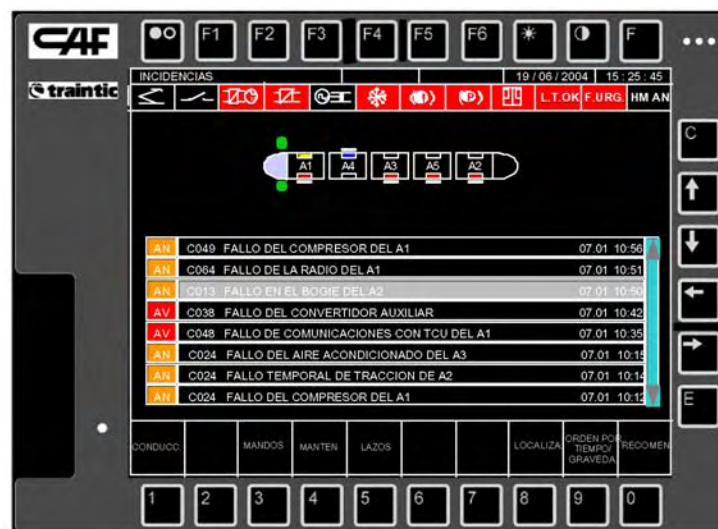 CAF
traintic
F1 F2 F3 F4 F5 F6 F
INCIDENCIAS 19 / 06 / 2004 15 : 25 : 45
L.T.OK F.URG. HM AN
A1 A4 A3 A5 A2
AN C049 FALLO DEL COMPRESOR DEL A1 07.01 10:56
AN C064 FALLO DE LA RADIO DEL A1 07.01 10:51
AN C013 FALLO EN EL BOGIE DEL A2 07.01 10:50
AV C038 FALLO DEL CONVERTIDOR AUXILIAR 07.01 10:42
AV C048 FALLO DE COMUNICACIONES CON TCU DEL A1 07.01 10:35
AN C024 FALLO DEL AIRE ACONDICIONADO DEL A3 07.01 10:15
AN C024 FALLO TEMPORAL DE TRACCION DE A2 07.01 10:14
AN C024 FALLO DEL COMPRESOR DEL A1 07.01 10:12
CONDUCC. MANDOS MANTEN LAZOS LOCALIZA ORDEN POR TIEMPO/ GRAVEDA RECOMEN
1 2 3 4 5 6 7 8 9 0
C
E